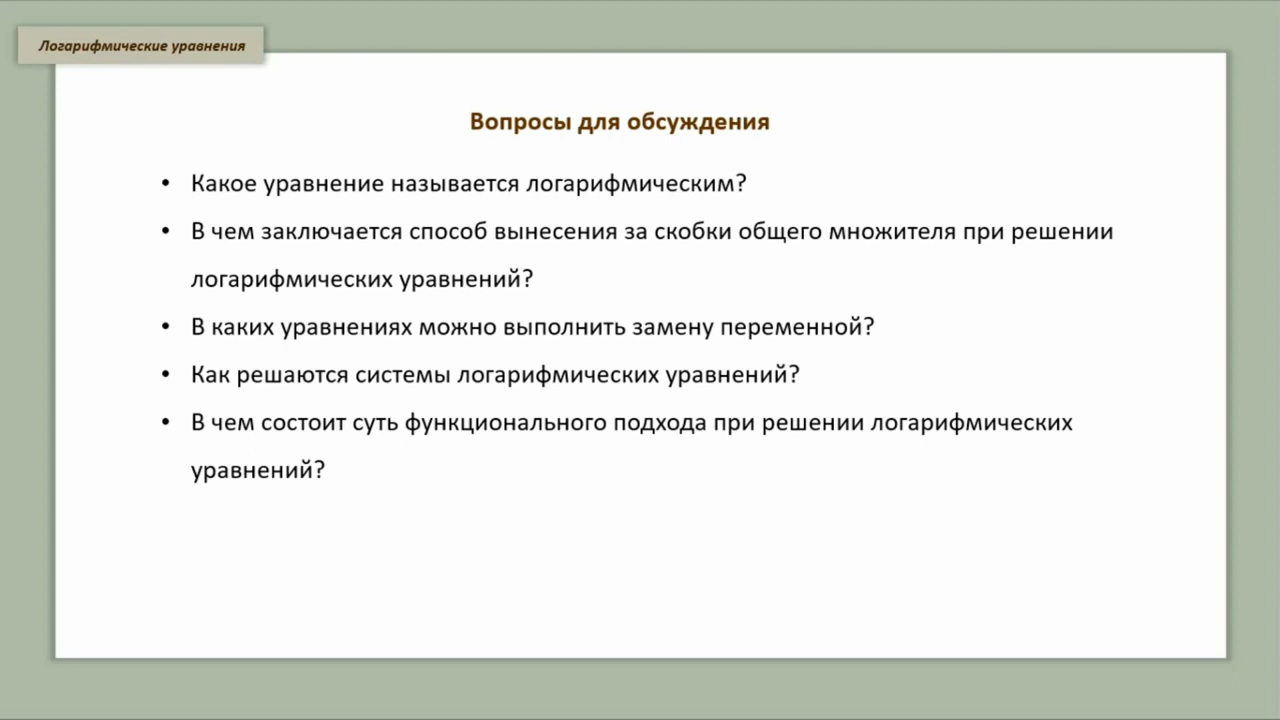 Логарифмические уравнения
Вопросы для обсуждения
• Какое уравнение называется логарифмическим?
• В чем заключается способ вынесения за скобки общего множителя при решении
логарифмических уравнений?
• В каких уравнениях можно выполнить замену переменной?
• Как решаются системы логарифмических уравнений?
• В чем состоит суть функционального подхода при решении логарифмических
уравнений?